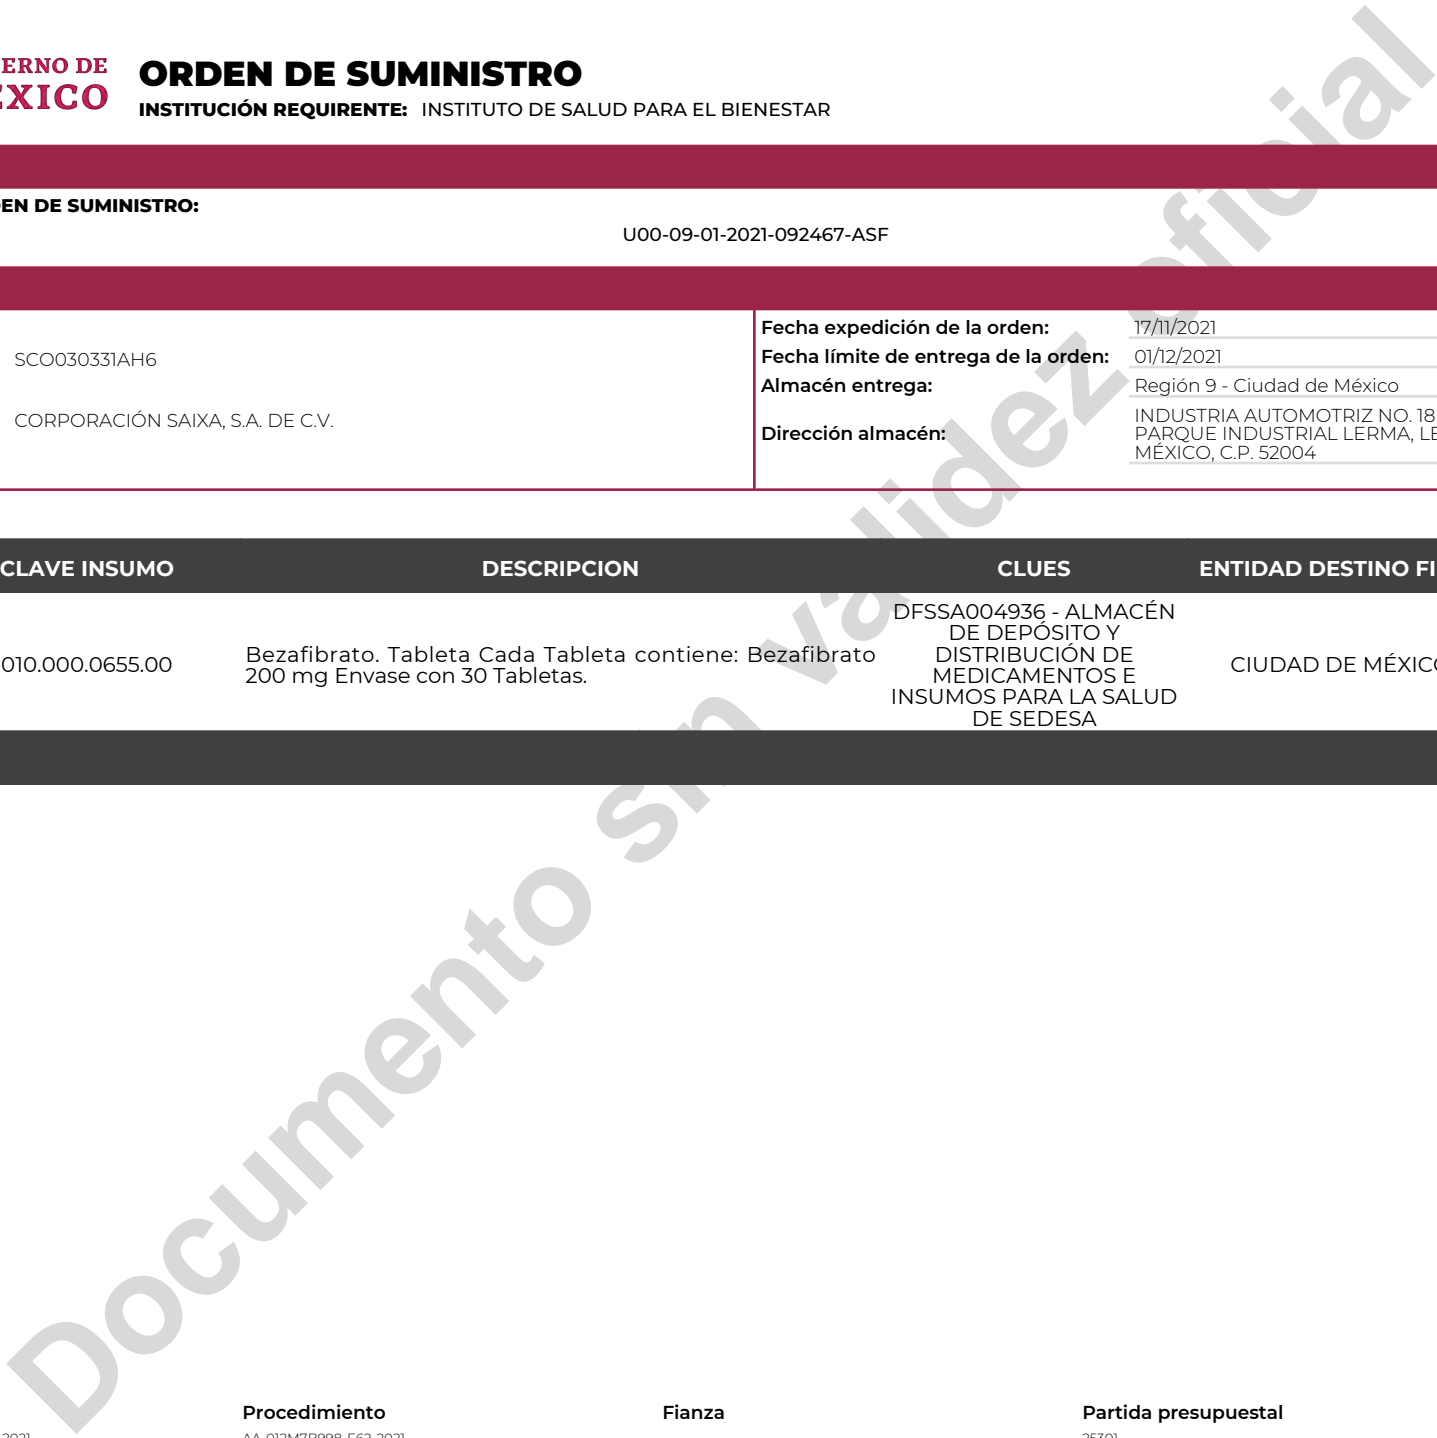 ERNO DE
EXICO
ORDEN DE SUMINISTRO
INSTITUCIÓN REQUIRENTE: INSTITUTO DE SALUD PARA EL BIENESTAR
EN DE SUMINISTRO:
U00-09-01-2021-092467-ASF
SCO030331AH6
CORPORACIÓN SAIXA, S.A. DE C.V.
Fecha expedición de la orden: 17/11/2021
Fecha límite de entrega de la orden: 01/12/2021
Almacén entrega: Región 9 - Ciudad de México
Dirección almacén:
INDUSTRIA AUTOMOTRIZ NO. 18
PARQUE INDUSTRIAL LERMA, LE
MÉXICO, C.P. 52004
CLAVE INSUMO DESCRIPCION CLUES ENTIDAD DESTINO FI
010.000.0655.00
Bezafibrato. Tableta Cada Tableta contiene: Bezafibrato
200 mg Envase con 30 Tabletas.
DFSSA004936 - ALMACÉN
DE DEPÓSITO Y
DISTRIBUCIÓN DE
MEDICAMENTOS E
INSUMOS PARA LA SALUD
DE SEDESA
CIUDAD DE MÉXICO
Documento sin validez oficial
Procedimiento Fianza Partida presupuestal